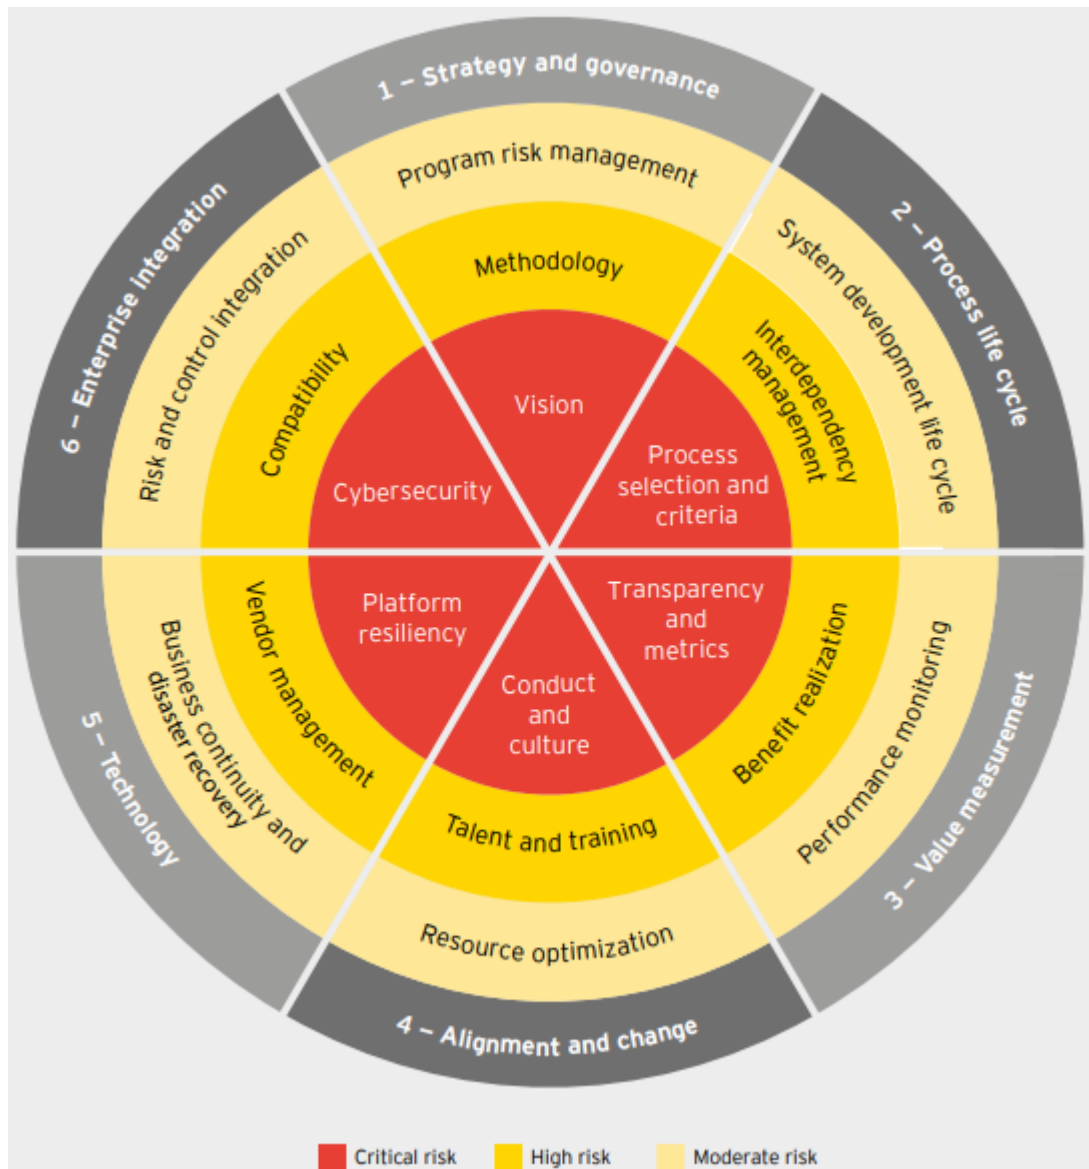 1 – Strategy and governance
Program risk management
Methodology
Vision
2 – Process life cycle
System development life cycle
Interdependency
management
Process
selection and
criteria
3 – Value measurement
Performance monitoring
Benefit realization
Transparency
and
metrics
4 – Alignment and change
Resource optimization
Talent and training
Conduct
and
culture
5 – Technology
Business continuity and
disaster recovery
Vendor management
Platform
resiliency
6 – Enterprise integration
Risk and control integration
Compatibility
Cybersecurity
Critical risk
High risk
Moderate risk